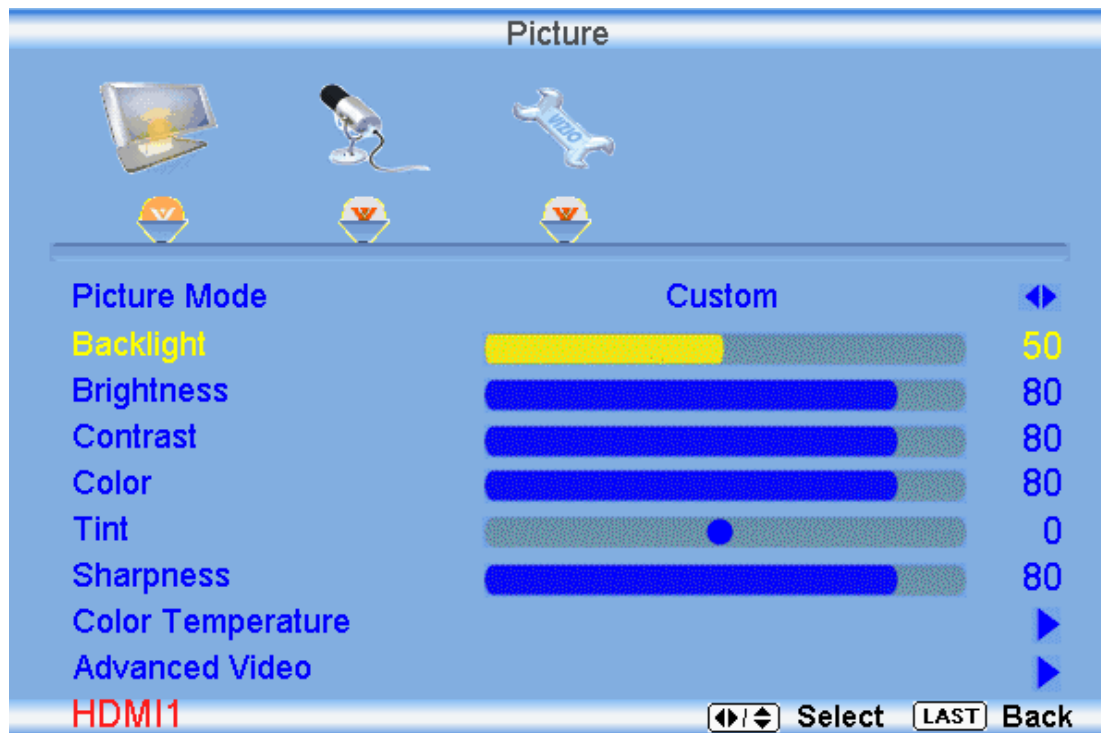 Picture
VIZIO
Picture Mode Custom
Backlight 50
Brightness 80
Contrast 80
Color 80
Tint 0
Sharpness 80
Color Temperature
Advanced Video
HDMI1 / Select LAST Back